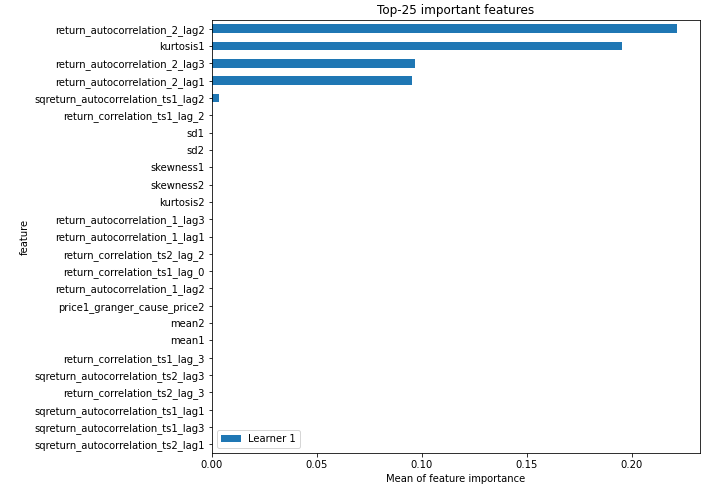 Top-25 important features
return_autocorrelation_2_lag2
kurtosis1
return_autocorrelation_2_lag3
return_autocorrelation_2_lag1
sqreturn_autocorrelation_ts1_lag2
return_correlation_ts1_lag_2
sd1
sd2
skewness1
skewness2
kurtosis2
return_autocorrelation_1_lag3
return_autocorrelation_1_lag1
return_correlation_ts2_lag_2
return_correlation_ts1_lag_0
return_autocorrelation_1_lag2
price1_granger_cause_price2
mean2
mean1
return_correlation_ts1_lag_3
sqreturn_autocorrelation_ts2_lag3
return_correlation_ts2_lag_3
sqreturn_autocorrelation_ts1_lag1
sqreturn_autocorrelation_ts1_lag3
sqreturn_autocorrelation_ts2_lag1
feature
Learner 1
0.00 0.05 0.10 0.15 0.20
Mean of feature importance